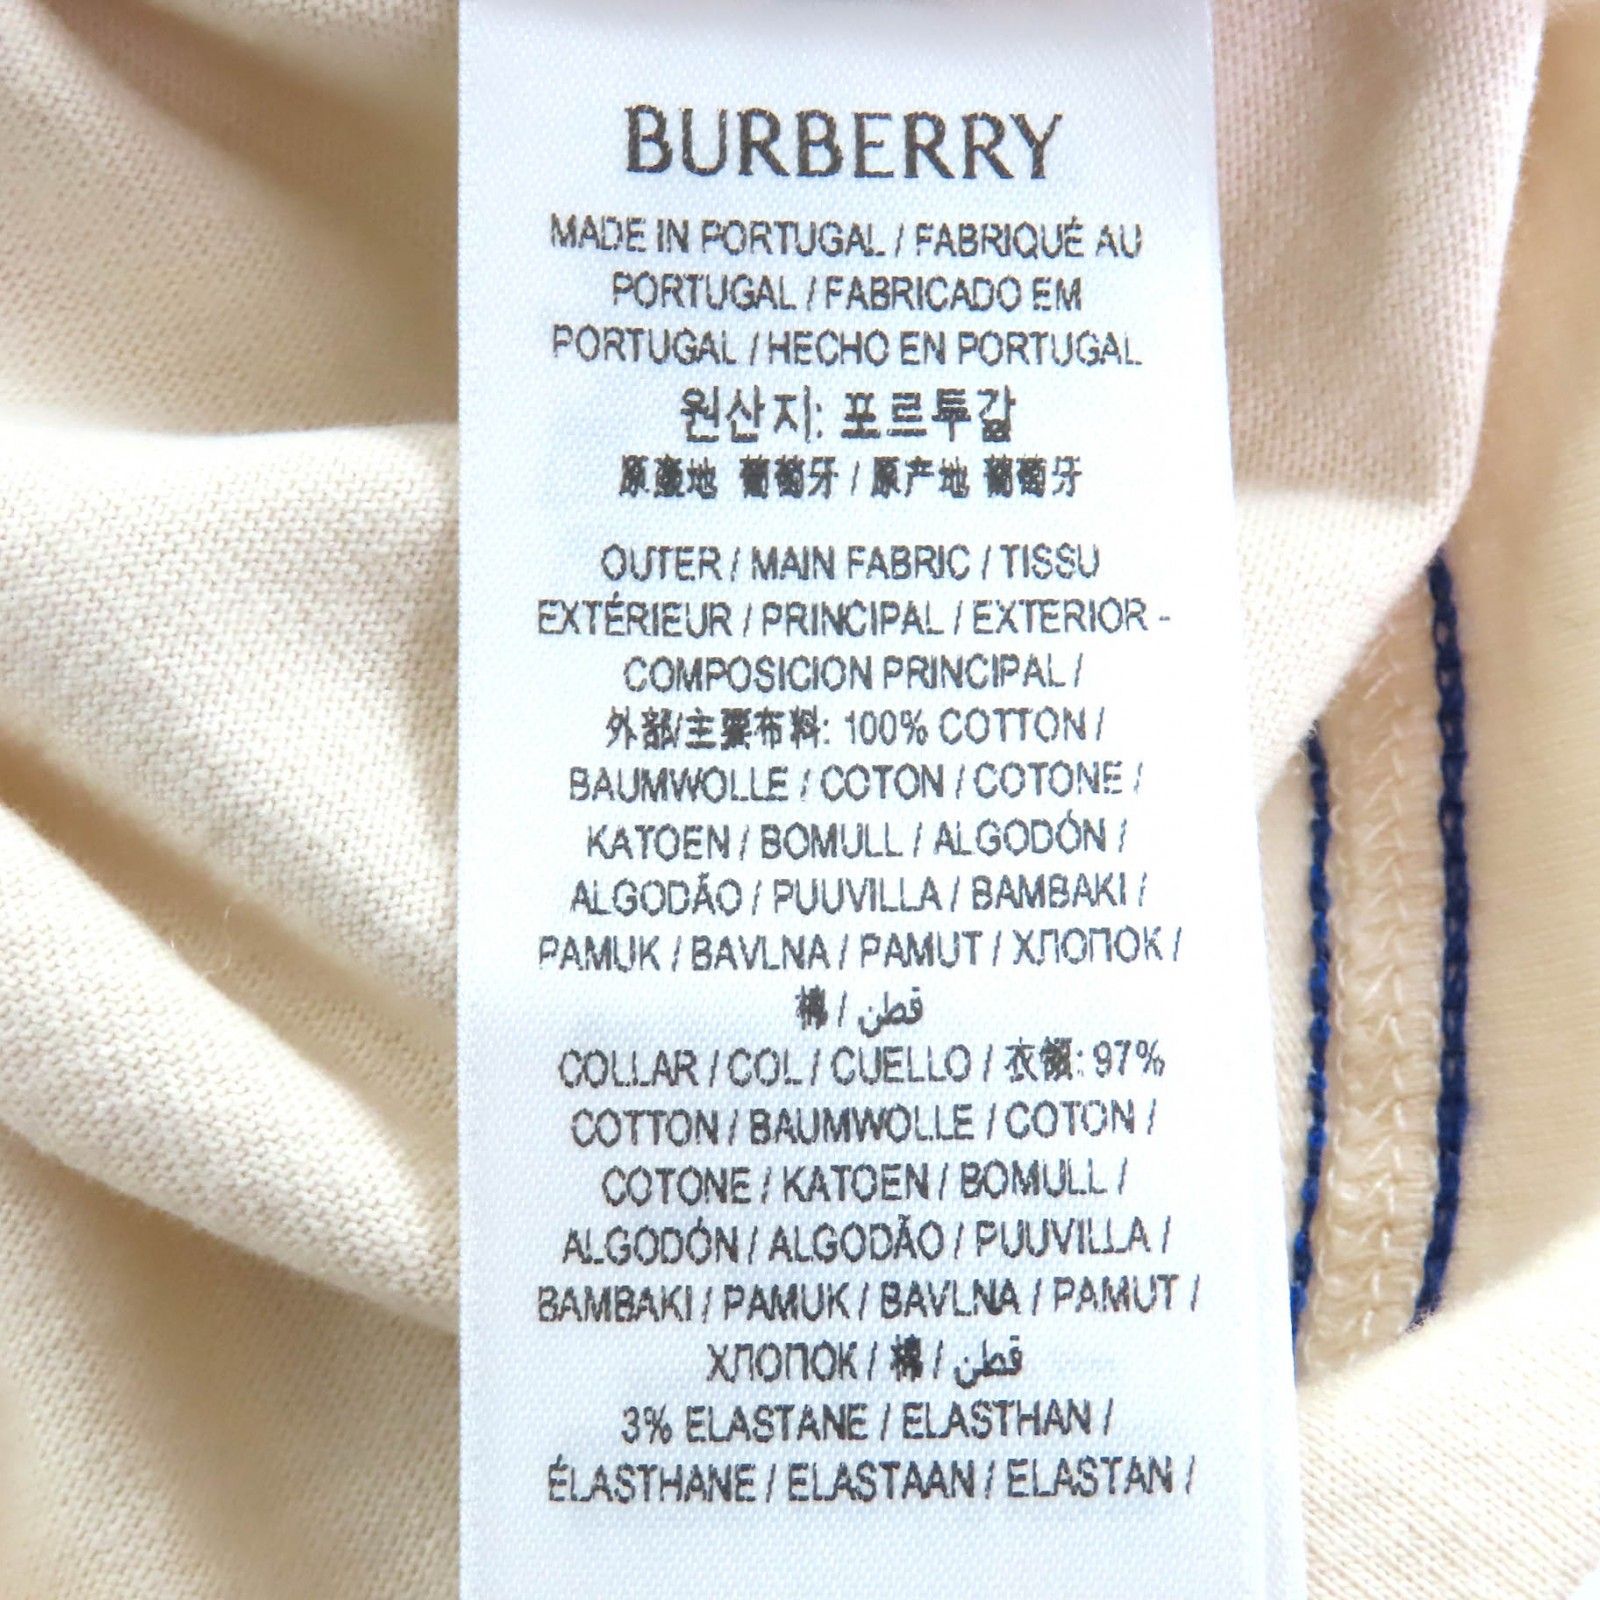 BURBERRY
MADE IN PORTUGAL / FABRIQUÉ AU
PORTUGAL / FABRICADO EM
PORTUGAL / HECHO EN PORTUGAL
원산지: 포르투갈
原產地 葡萄牙 / 原产地 葡萄牙
OUTER / MAIN FABRIC / TISSU
EXTÉRIEUR / PRINCIPAL / EXTERIOR -
COMPOSICION PRINCIPAL /
外部/主要布料: 100% COTTON /
BAUMWOLLE / COTON / COTONE /
KATOEN / BOMULL / ALGODÓN /
ALGODÃO / PUUVILLA / BAMBAKI /
PAMUK / BAVLNA / PAMUT / ХЛОПОК /
棉 / قطن
COLLAR / COL / CUELLO / 衣領: 97%
COTTON / BAUMWOLLE / COTON /
COTONE / KATOEN / BOMULL /
ALGODÓN / ALGODÃO / PUUVILLA /
BAMBAKI / PAMUK / BAVLNA / PAMUT /
ХЛОПОК / 棉 / قطن
3% ELASTANE / ELASTHAN /
ÉLASTHANE / ELASTAAN / ELASTAN /